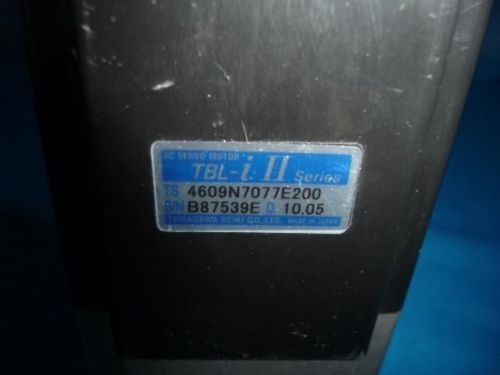 AC SERVO MOTOR
TBL-i II Series
TS 4609N7077E200
S/N B87539E D 10.05
TAMAGAWA SEIKI CO.,LTD. MADE IN JAPAN